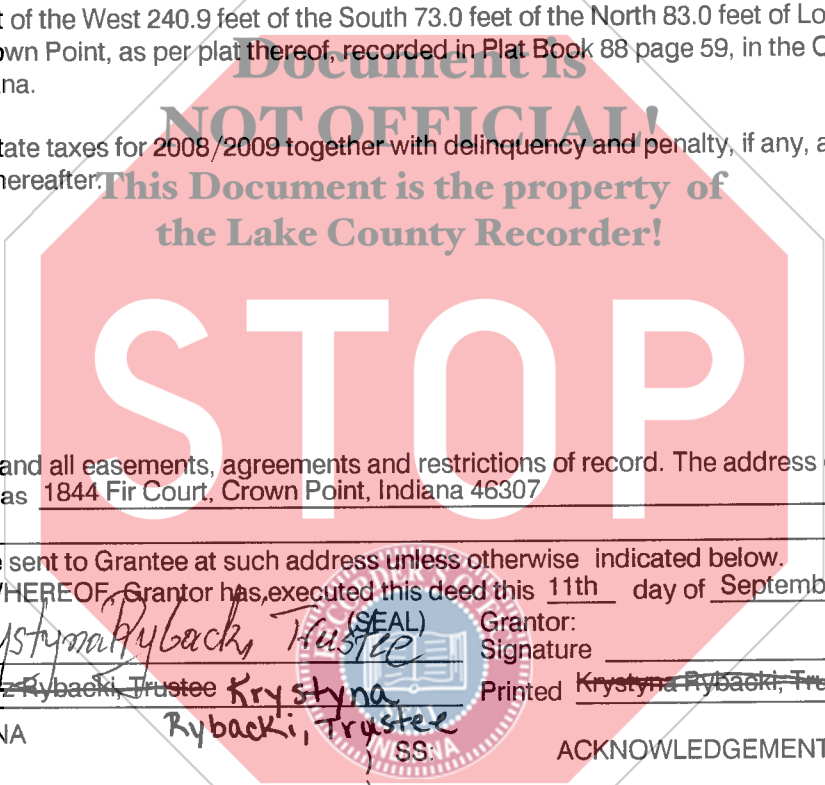 t of the West 240.9 feet of the South 73.0 feet of the North 83.0 feet of Lo
own Point, as per plat thereof, recorded in Plat Book 88 page 59, in the C
na.
Document is
NOT OFFICIAL!
tate taxes for 2008/2009 together with delinquency and penalty, if any, a
hereafter.
This Document is the property of
the Lake County Recorder!
STOP
and all easements, agreements and restrictions of record. The address
as 1844 Fir Court, Crown Point, Indiana 46307
sent to Grantee at such address unless otherwise indicated below.
WHEREOF, Grantor has executed this deed this 11th day of Septemb
(SEAL) Grantor:
ystyna Rybacki, Trustee Signature
z Rybacki, Trustee Krystyna Printed Krystyna Rybacki, Tru
Rybacki, Trustee
NA
SS: ACKNOWLEDGEMENT